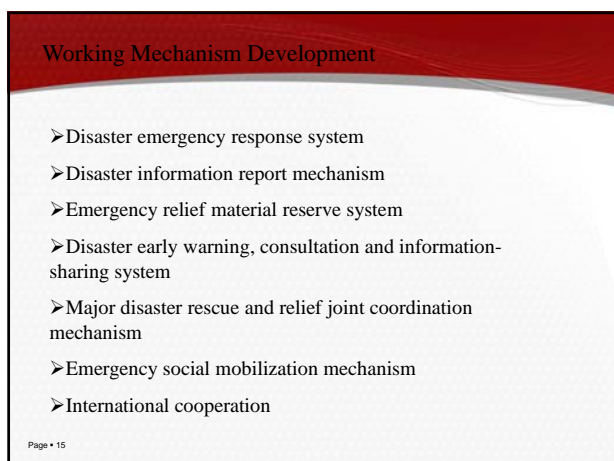 Working Mechanism Development
➢Disaster emergency response system
➢Disaster information report mechanism
➢Emergency relief material reserve system
➢Disaster early warning, consultation and information-
sharing system
➢Major disaster rescue and relief joint coordination
mechanism
➢Emergency social mobilization mechanism
➢International cooperation
Page ▪ 15